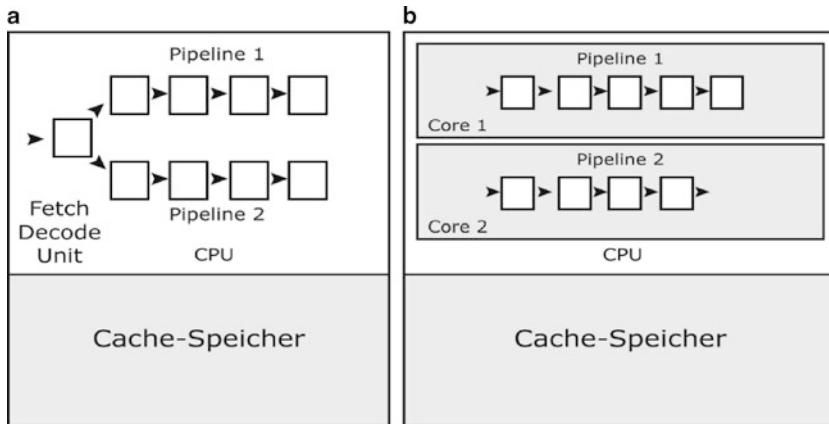 a
Pipeline 1
Fetch
Decode
Unit
Pipeline 2
CPU
Cache-Speicher
b
Pipeline 1
Core 1
Pipeline 2
Core 2
CPU
Cache-Speicher